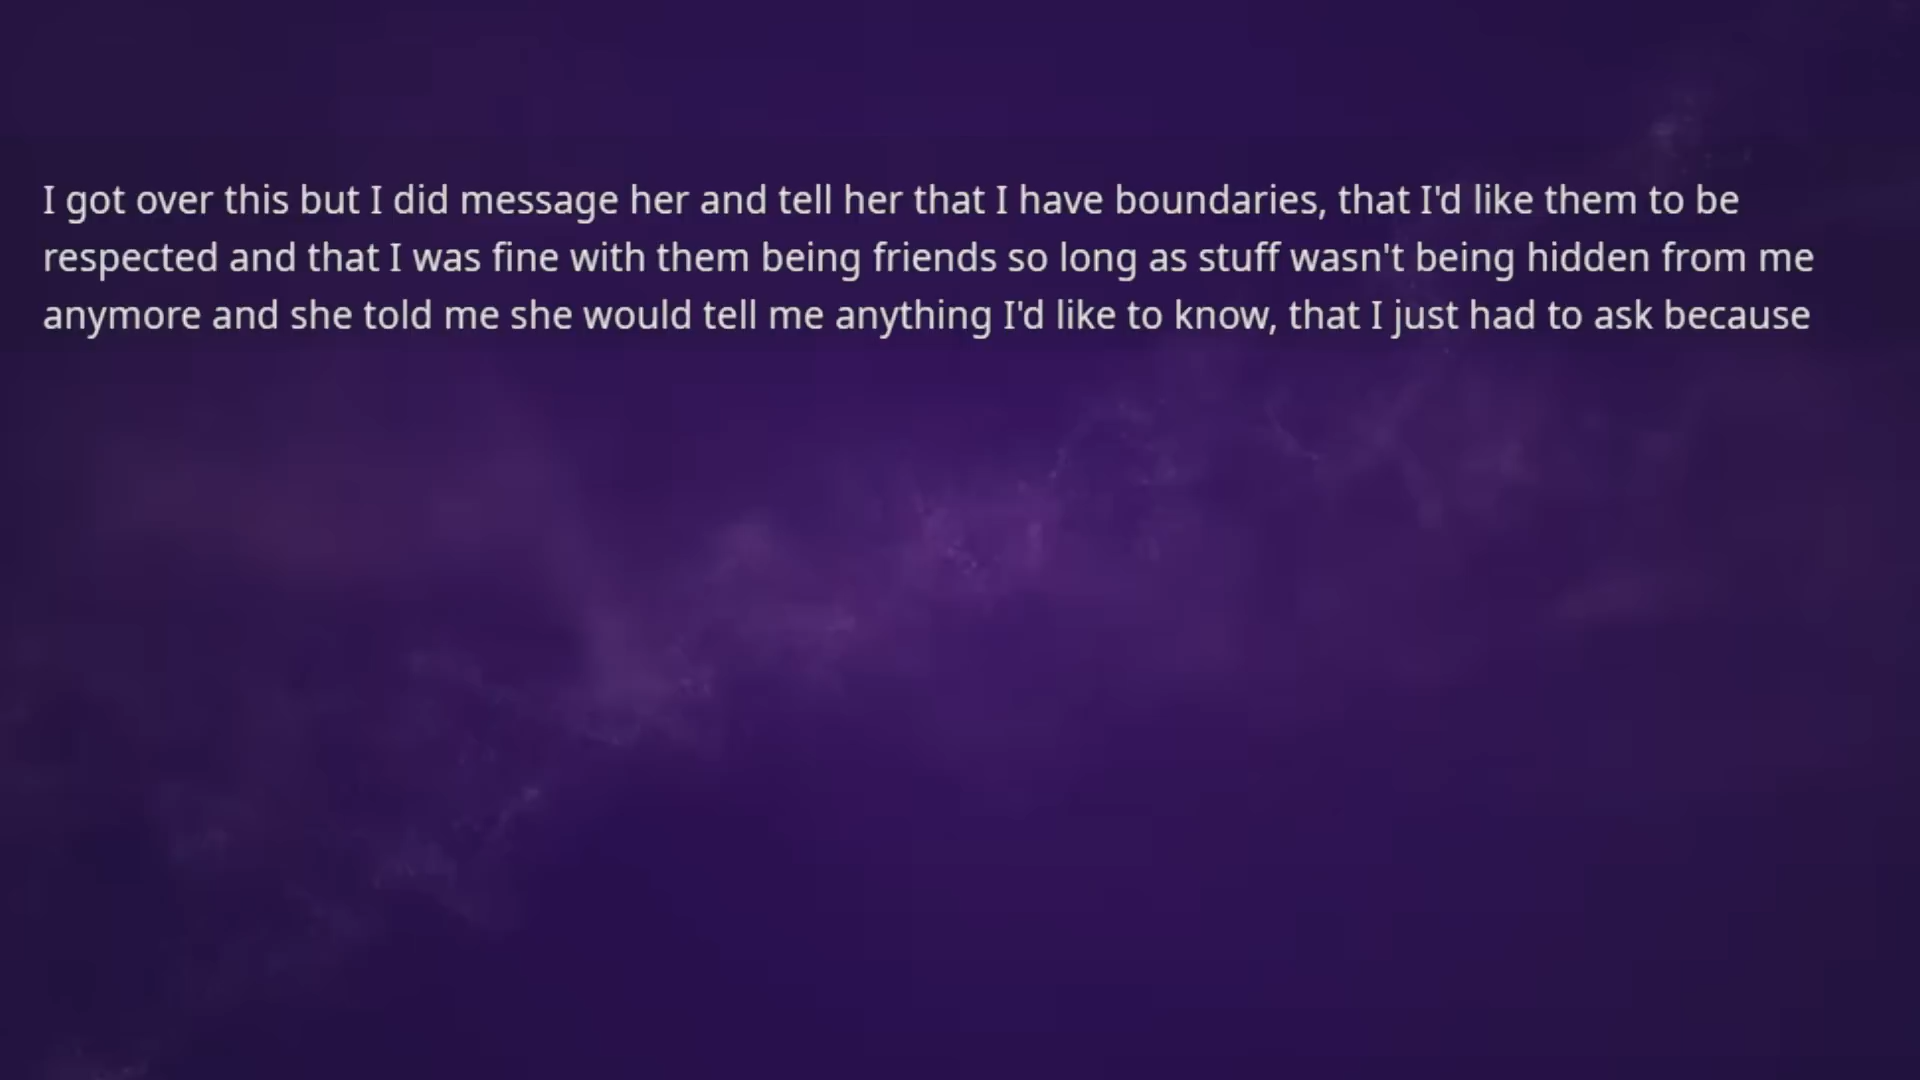 I got over this but I did message her and tell her that I have boundaries, that I'd like them to be
respected and that I was fine with them being friends so long as stuff wasn't being hidden from me
anymore and she told me she would tell me anything I'd like to know, that I just had to ask because